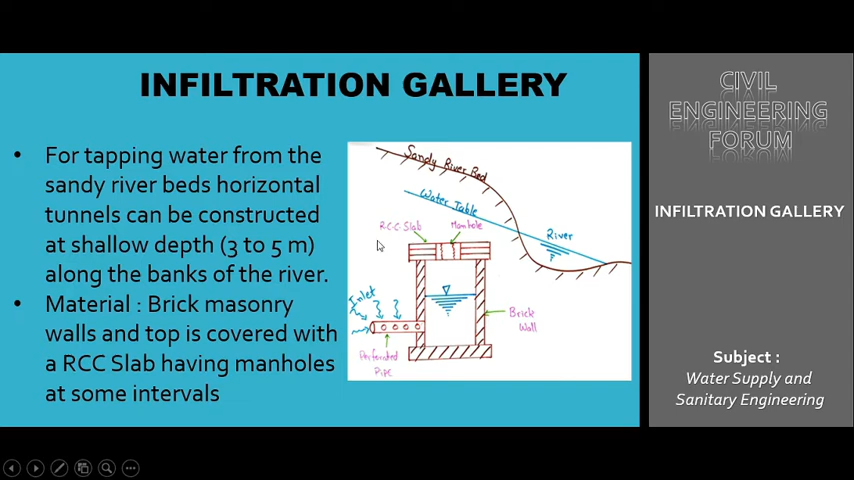 INFILTRATION GALLERY
• For tapping water from the
sandy river beds horizontal
tunnels can be constructed
at shallow depth (3 to 5 m)
along the banks of the river.
• Material : Brick masonry
walls and top is covered with
a RCC Slab having manholes
at some intervals
Sandy River Bed
Water Table
R.C.C. Slab
Manhole
River
Inlet
Brick
Wall
Perforated
Pipe
CIVIL
ENGINEERING
FORUM
INFILTRATION GALLERY
Subject :
Water Supply and
Sanitary Engineering